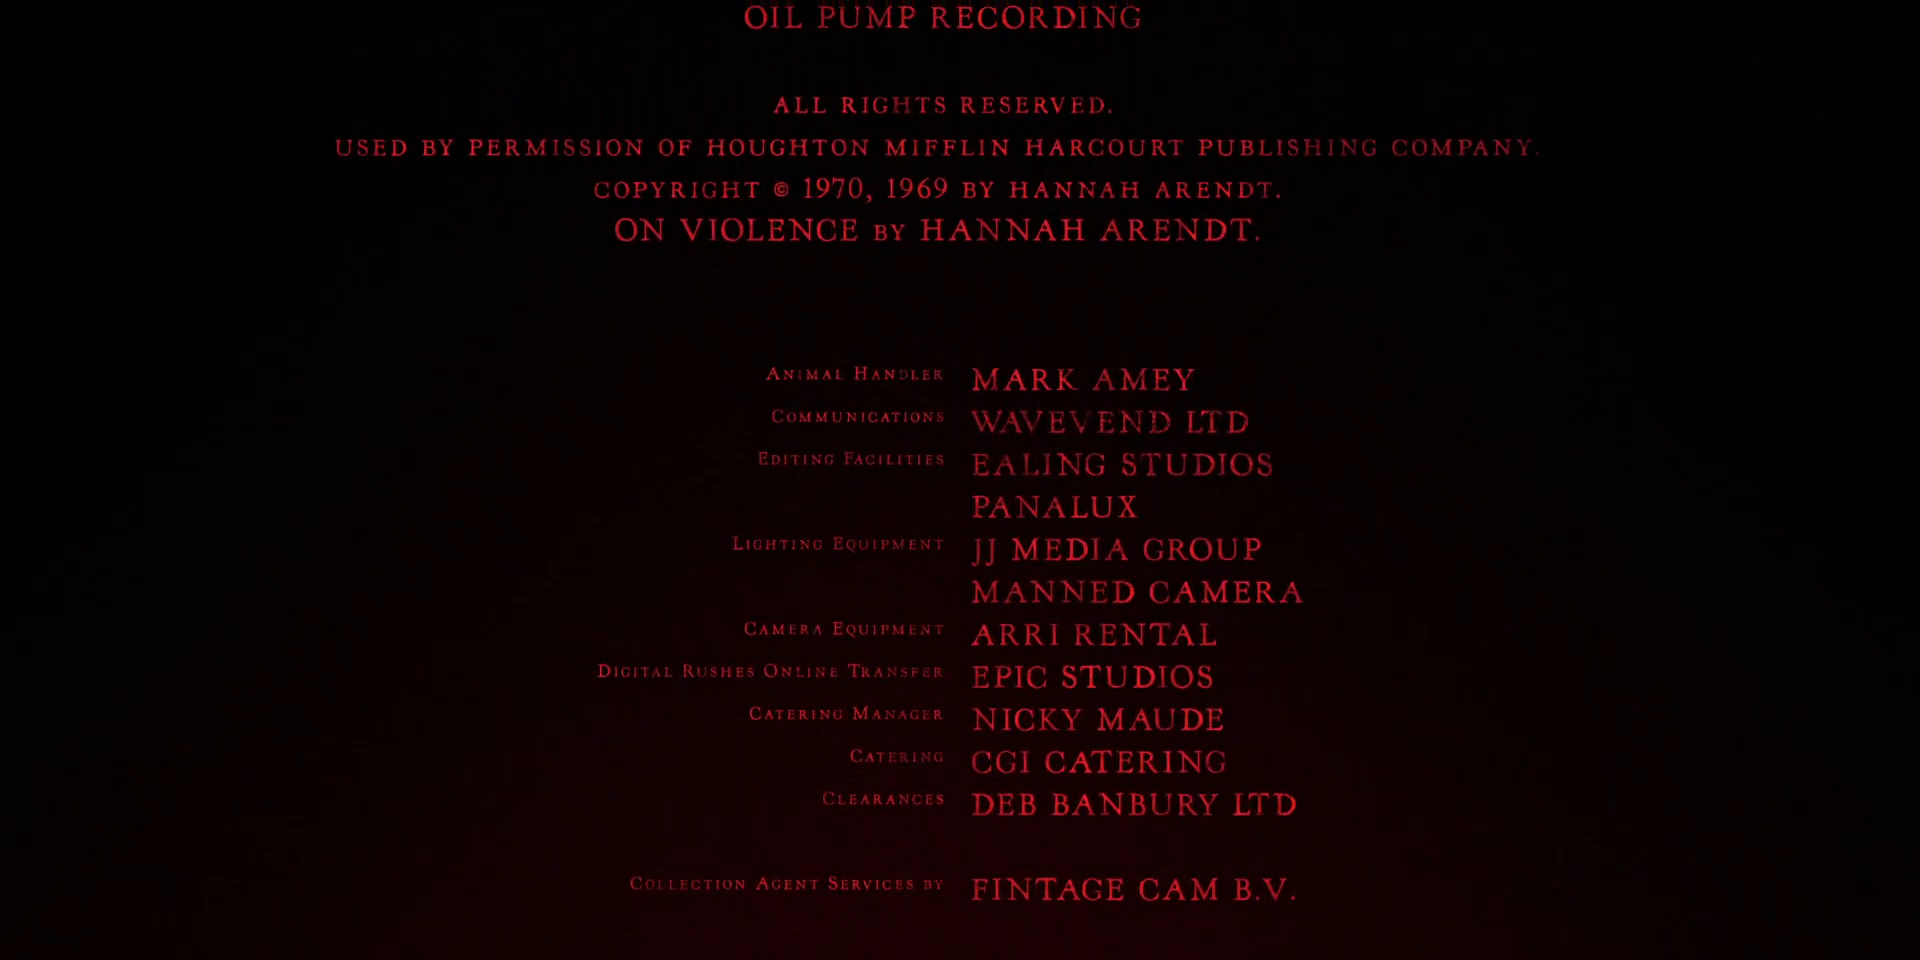 OIL PUMP RECORDING
ALL RIGHTS RESERVED.
USED BY PERMISSION OF HOUGHTON MIFFLIN HARCOURT PUBLISHING COMPANY.
COPYRIGHT © 1970, 1969 BY HANNAH ARENDT.
ON VIOLENCE BY HANNAH ARENDT.
ANIMAL HANDLER MARK AMEY
COMMUNICATIONS WAVEVEND LTD
EDITING FACILITIES EALING STUDIOS
PANALUX
LIGHTING EQUIPMENT JJ MEDIA GROUP
MANNED CAMERA
CAMERA EQUIPMENT ARRI RENTAL
DIGITAL RUSHES ONLINE TRANSFER EPIC STUDIOS
CATERING MANAGER NICKY MAUDE
CATERING CGI CATERING
CLEARANCES DEB BANBURY LTD
COLLECTION AGENT SERVICES BY FINTAGE CAM B.V.